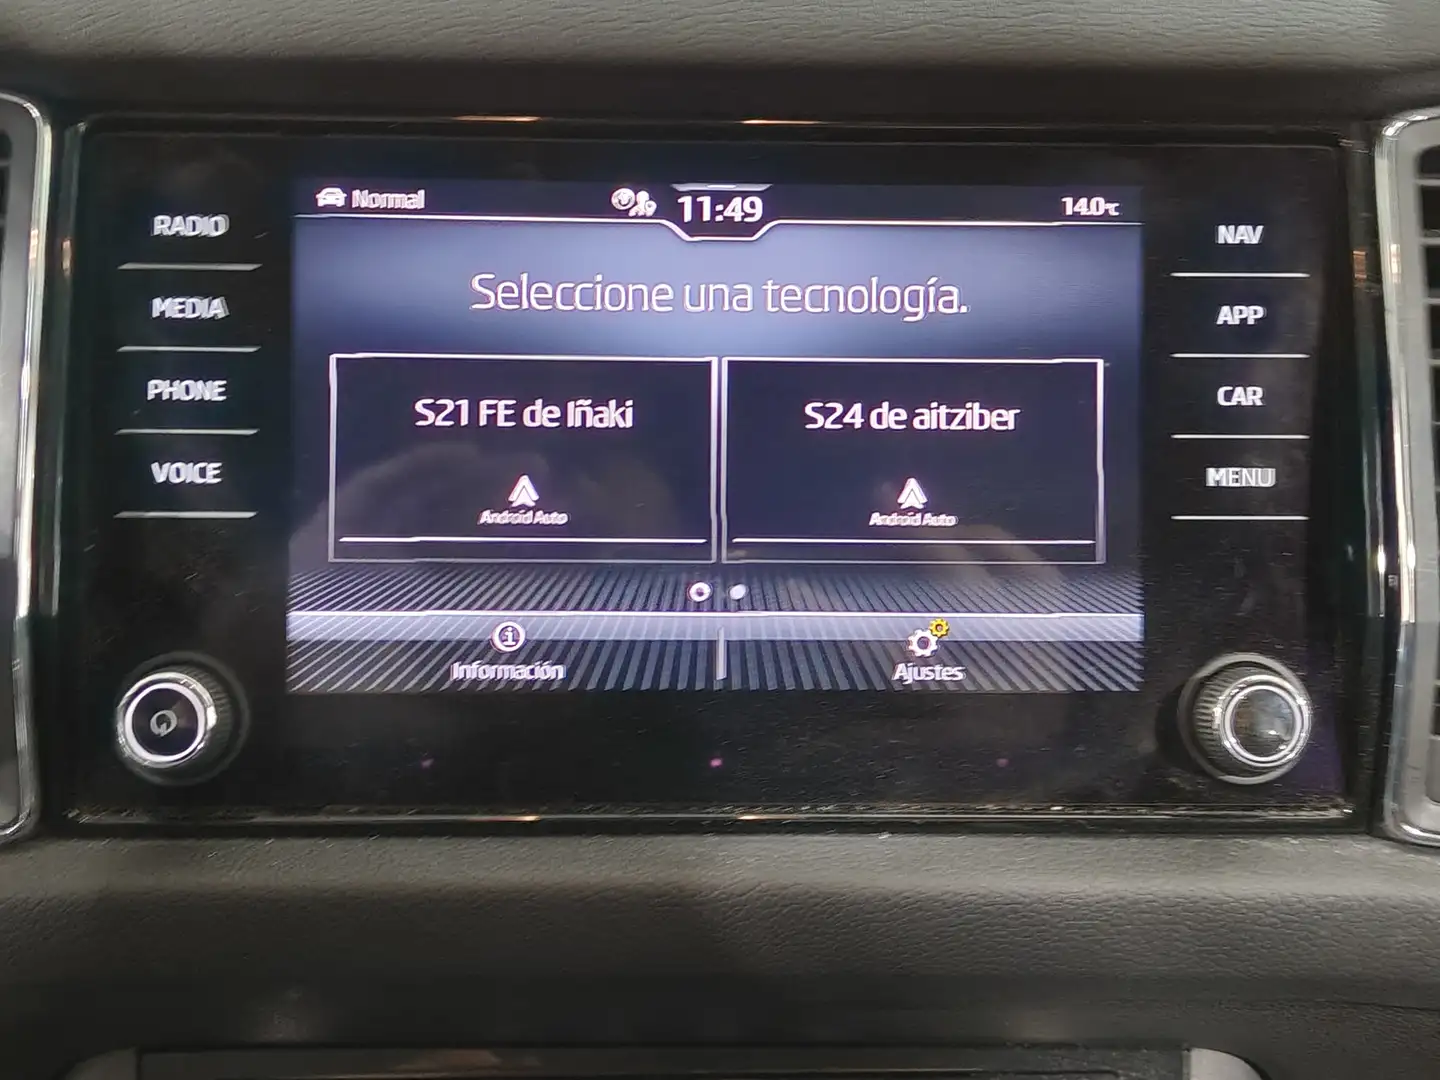 Normal
11:49
14.0°C
RADIO
MEDIA
PHONE
VOICE
Seleccione una tecnología.
S21 FE de Iñaki
Android Auto
S24 de aitziber
Android Auto
Información
Ajustes
NAV
APP
CAR
MENU